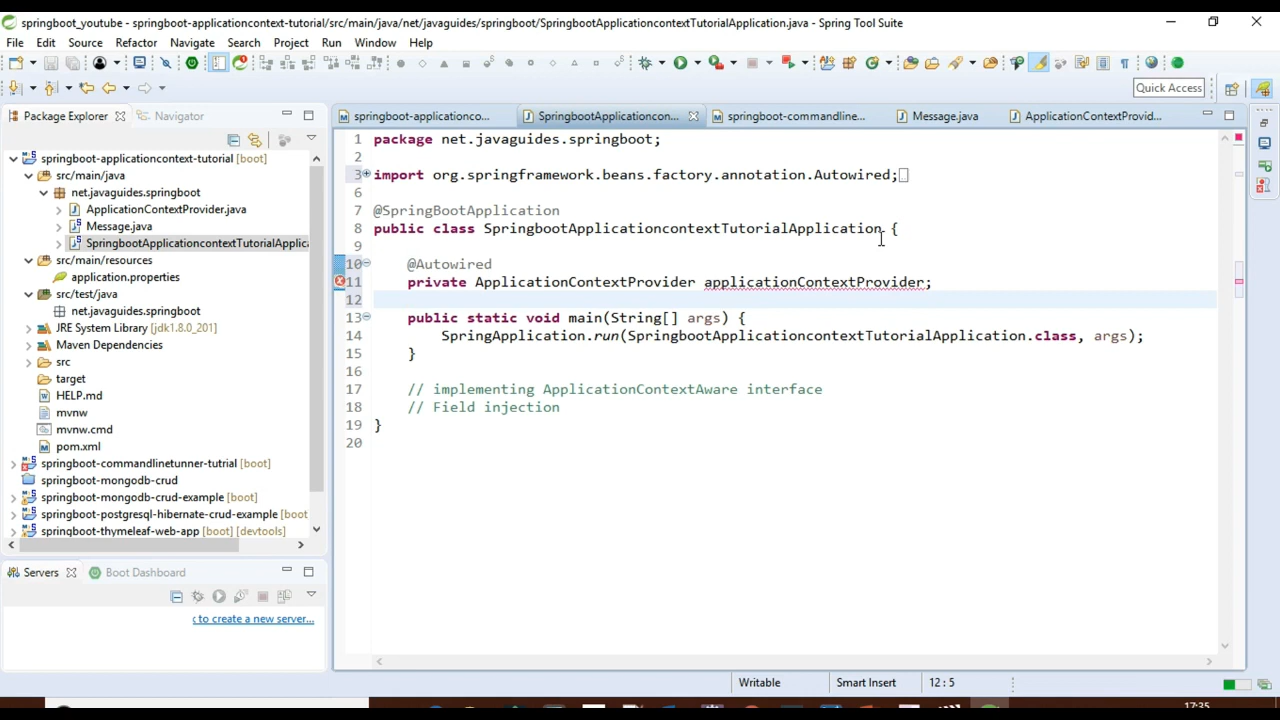 springboot_youtube - springboot-applicationcontext-tutorial/src/main/java/net/javaguides/springboot/SpringbootApplicationcontextTutorialApplication.java - Spring Tool Suite
File Edit Source Refactor Navigate Search Project Run Window Help
Quick Access
Package Explorer Navigator
springboot-applicationco... SpringbootApplicationcon... springboot-commandline... Message.java ApplicationContextProvid...
springboot-applicationcontext-tutorial [boot]
src/main/java
net.javaguides.springboot
ApplicationContextProvider.java
Message.java
SpringbootApplicationcontextTutorialApplica
src/main/resources
application.properties
src/test/java
net.javaguides.springboot
JRE System Library [jdk1.8.0_201]
Maven Dependencies
src
target
HELP.md
mvnw
mvnw.cmd
pom.xml
springboot-commandlinetunner-tutrial [boot]
springboot-mongodb-crud
springboot-mongodb-crud-example [boot]
springboot-postgresql-hibernate-crud-example [boot
springboot-thymeleaf-web-app [boot] [devtools]
Servers Boot Dashboard
k to create a new server...
1 package net.javaguides.springboot;
2
3 import org.springframework.beans.factory.annotation.Autowired;
6
7 @SpringBootApplication
8 public class SpringbootApplicationcontextTutorialApplication {
9
10 @Autowired
11 private ApplicationContextProvider applicationContextProvider;
12
13 public static void main(String[] args) {
14 SpringApplication.run(SpringbootApplicationcontextTutorialApplication.class, args);
15 }
16
17 // implementing ApplicationContextAware interface
18 // Field injection
19 }
20
Writable Smart Insert 12 : 5
17:35